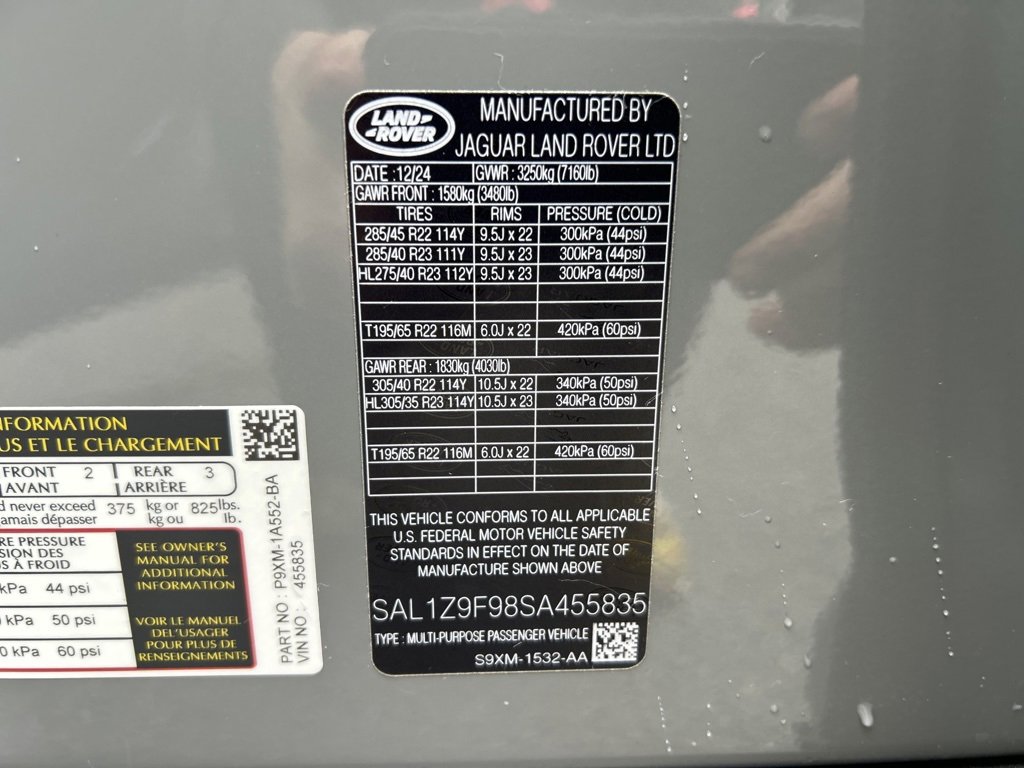 LAND-
-ROVER
MANUFACTURED BY
JAGUAR LAND ROVER LTD
DATE :12/24 GVWR : 3250kg (7160lb)
GAWR FRONT : 1580kg (3480lb)
TIRES RIMS PRESSURE (COLD)
285/45 R22 114Y 9.5J x 22 300kPa (44psi)
285/40 R23 111Y 9.5J x 23 300kPa (44psi)
HL275/40 R23 112Y 9.5J x 23 300kPa (44psi)
T195/65 R22 116M 6.0J x 22 420kPa (60psi)
GAWR REAR : 1830kg (4030lb)
305/40 R22 114Y 10.5J x 22 340kPa (50psi)
HL305/35 R23 114Y 10.5J x 23 340kPa (50psi)
T195/65 R22 116M 6.0J x 22 420kPa (60psi)
THIS VEHICLE CONFORMS TO ALL APPLICABLE
U.S. FEDERAL MOTOR VEHICLE SAFETY
STANDARDS IN EFFECT ON THE DATE OF
MANUFACTURE SHOWN ABOVE
SAL1Z9F98SA455835
TYPE : MULTI-PURPOSE PASSENGER VEHICLE
S9XM-1532-AA
FORMATION
US ET LE CHARGEMENT
FRONT 2 REAR 3
AVANT ARRIÈRE
d never exceed 375 kg or 825 lbs.
jamais dépasser kg ou lb.
RE PRESSURE
SION DES
S À FROID
kPa 44 psi
0 kPa 50 psi
0 kPa 60 psi
SEE OWNER'S
MANUAL FOR
ADDITIONAL
INFORMATION
VOIR LE MANUEL
DE L'USAGER
POUR PLUS DE
RENSEIGNEMENTS
PART NO : P9XM-1A552-BA
VIN NO : 455835